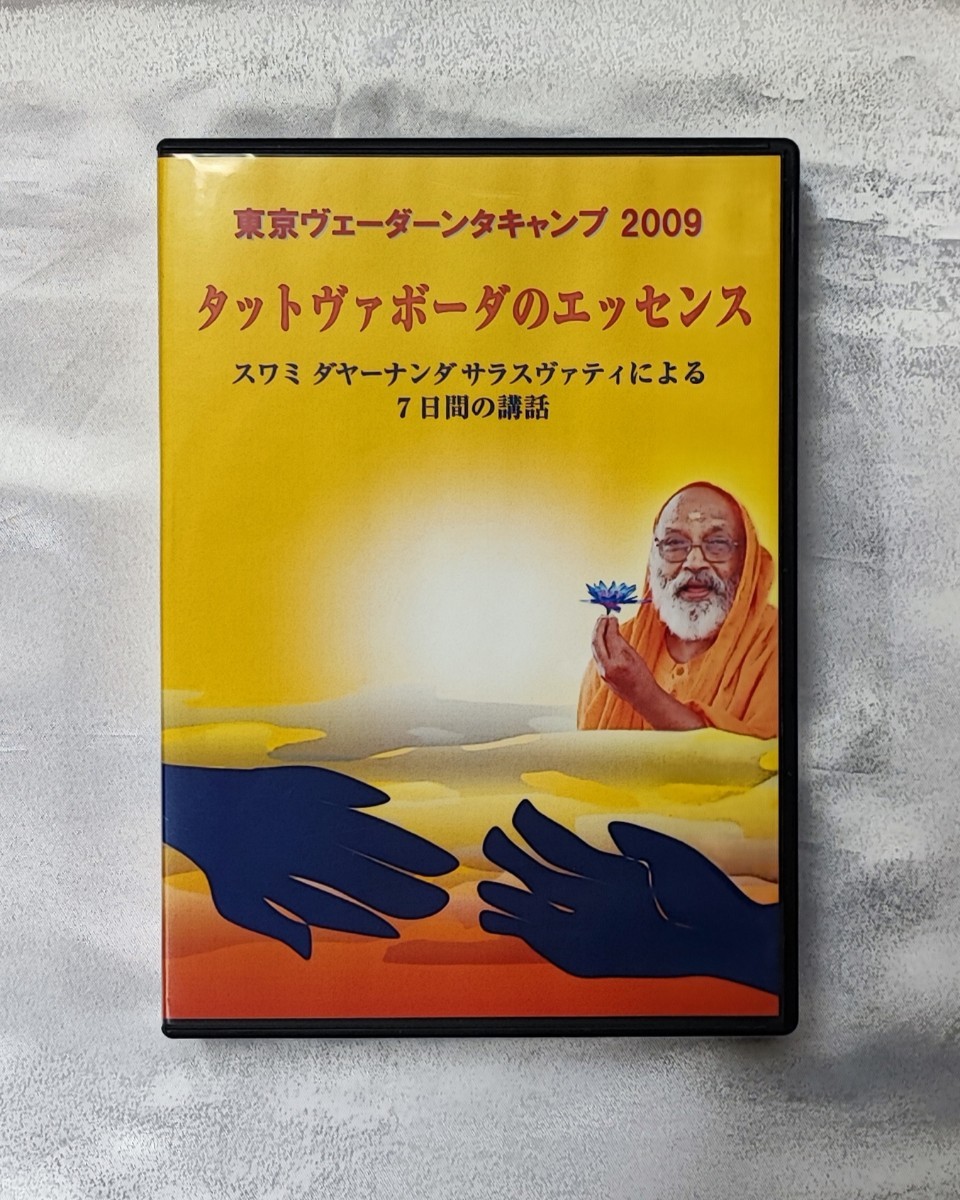 東京ヴェーダーンタキャンプ 2009
タットヴァボーダのエッセンス
スワミ ダヤーナンダ サラスヴァティによる
7日間の講話